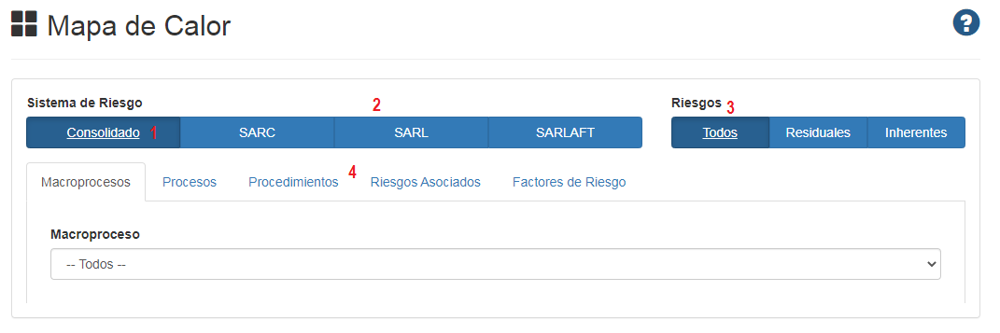 Mapa de Calor
?
Sistema de Riesgo 2 Riesgos 3
Consolidado 1 SARC SARL SARLAFT Todos Residuales Inherentes
Macroprocesos Procesos Procedimientos 4 Riesgos Asociados Factores de Riesgo
Macroproceso
-- Todos --